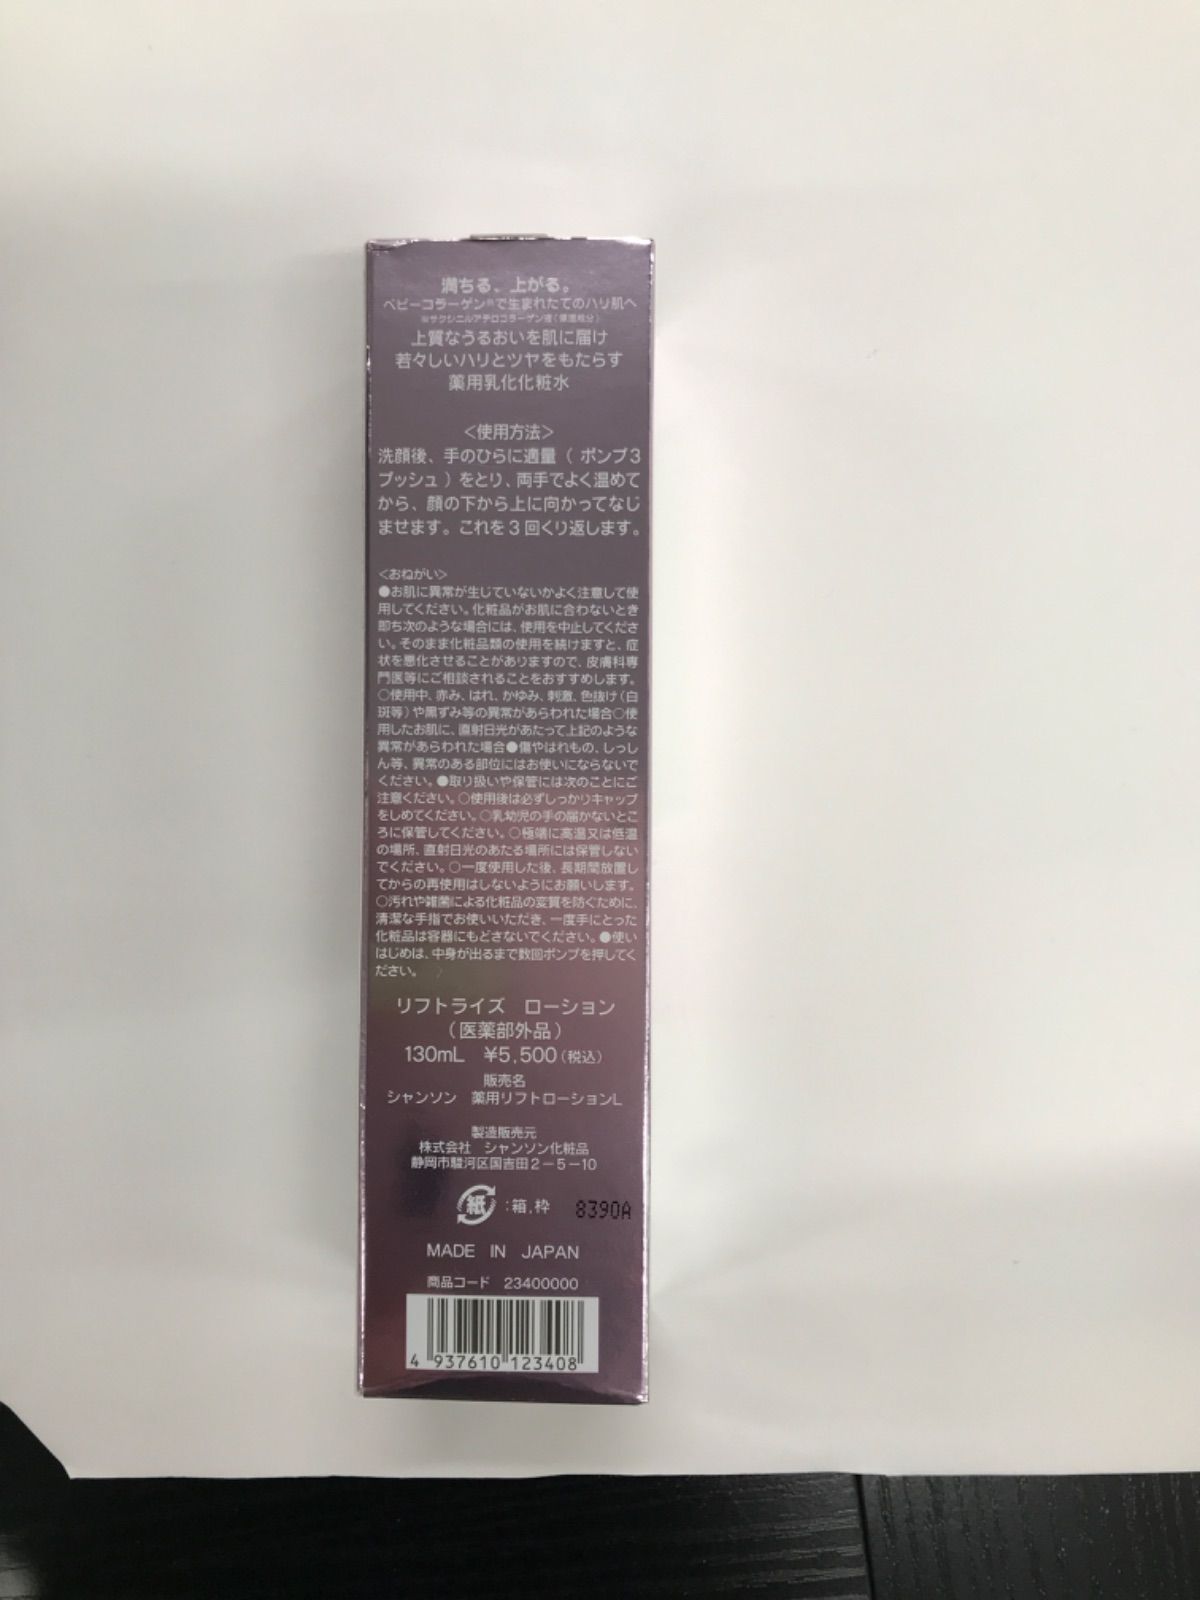 満ちる、上がる。
ベビーコラーゲン※で生まれたてのハリ肌へ
※サクシニルアテロコラーゲン液(保湿成分)
上質なうるおいを肌に届け
若々しいハリとツヤをもたらす
薬用乳化化粧水
<使用方法>
洗顔後、手のひらに適量(ポンプ3
プッシュ)をとり、両手でよく温めて
から、顔の下から上に向かってなじ
ませます。これを3回くり返します。
<おねがい>
●お肌に異常が生じていないかよく注意して使
用してください。化粧品がお肌に合わないとき
即ち次のような場合には、使用を中止してくださ
い。そのまま化粧品類の使用を続けますと、症
状を悪化させることがありますので、皮膚科専
門医等にご相談されることをおすすめします。
○使用中、赤み、はれ、かゆみ、刺激、色抜け(白
斑等)や黒ずみ等の異常があらわれた場合○使
用したお肌に、直射日光があたって上記のような
異常があらわれた場合●傷やはれもの、しっし
ん等、異常のある部位にはお使いにならないで
ください。●取り扱いや保管には次のことにご
注意ください。○使用後は必ずしっかりキャップ
をしめてください。○乳幼児の手の届かないとこ
ろに保管してください。○極端に高温又は低温
の場所、直射日光のあたる場所には保管しない
でください。○一度使用した後、長期間放置し
てからの再使用はしないようにお願いします。
○汚れや雑菌による化粧品の変質を防ぐために、
清潔な手指でお使いいただき、一度手にとった
化粧品は容器にもどさないでください。●使い
はじめは、中身が出るまで数回ポンプを押してく
ださい。
リフトライズ ローション
(医薬部外品)
130mL ¥5,500(税込)
販売名
シャンソン 薬用リフトローションL
製造販売元
株式会社 シャンソン化粧品
静岡市駿河区国吉田2-5-10
紙 :箱,枠 8390A
MADE IN JAPAN
商品コード 23400000
4 937610 123408